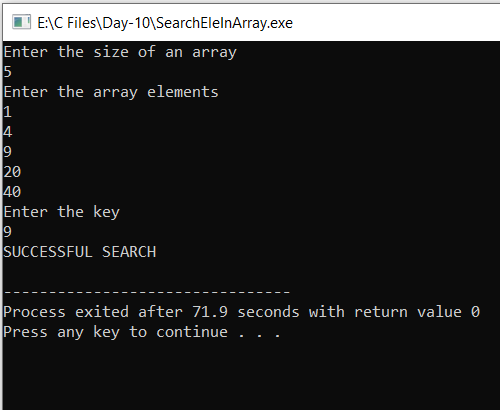 E:\C Files\Day-10\SearchEleInArray.exe
Enter the size of an array
5
Enter the array elements
1
4
9
20
40
Enter the key
9
SUCCESSFUL SEARCH
--------------------------------
Process exited after 71.9 seconds with return value 0
Press any key to continue . . .